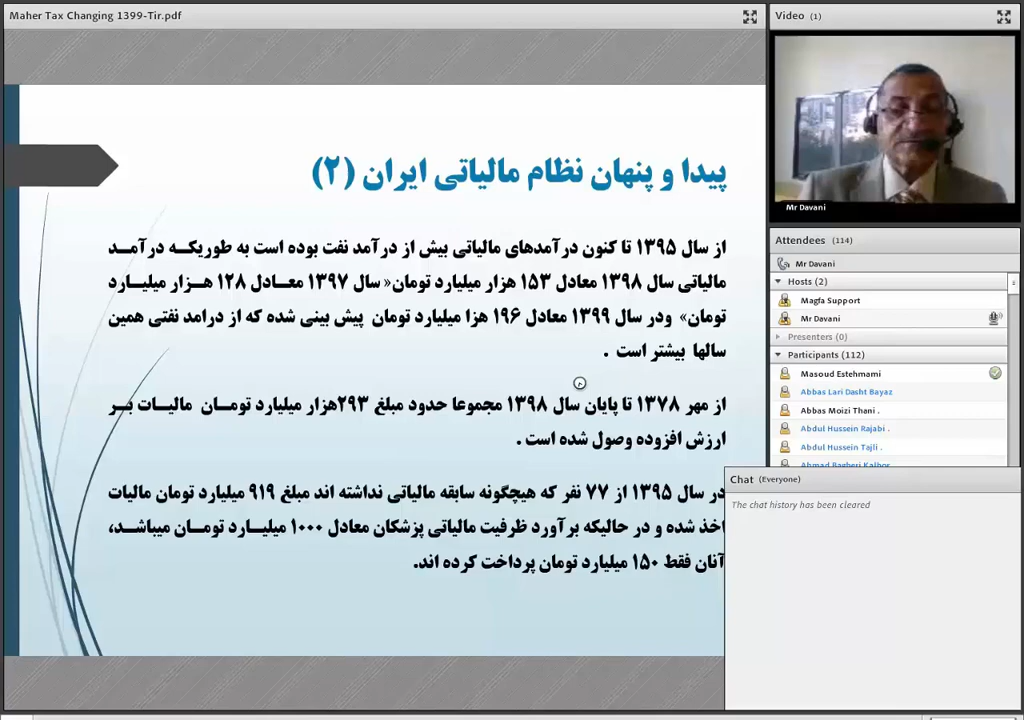 Maher Tax Changing 1399-Tir.pdf
پیدا و پنهان نظام مالیاتی ایران (۲)
از سال ۱۳۹۵ تا کنون درآمدهای مالیاتی بیش از درآمد نفت بوده است به طوریکه درآمد
مالیاتی سال ۱۳۹۸ معادل ۱۵۳ هزار میلیارد تومان« سال ۱۳۹۷ معادل ۱۲۸ هزار میلیارد
تومان» ودر سال ۱۳۹۹ معادل ۱۹۶ هزا میلیارد تومان پیش بینی شده که از درامد نفتی همین
سالها بیشتر است .
از مهر ۱۳۷۸ تا پایان سال ۱۳۹۸ مجموعا حدود مبلغ ۲۹۳هزار میلیارد تومان مالیات بر
ارزش افزوده وصول شده است .
در سال ۱۳۹۵ از ۷۷ نفر که هیچگونه سابقه مالیاتی نداشته اند مبلغ ۹۱۹ میلیارد تومان مالیات
اخذ شده و در حالیکه برآورد ظرفیت مالیاتی پزشکان معادل ۱۰۰۰ میلیارد تومان میباشد،
آنان فقط ۱۵۰ میلیارد تومان پرداخت کرده اند.
Video (1)
Mr Davani
Attendees (114)
Mr Davani
Hosts (2)
Magfa Support
Mr Davani
Presenters (0)
Participants (112)
Masoud Estehmami
Abbas Lari Dasht Bayaz
Abbas Moizi Thani .
Abdul Hussein Rajabi .
Abdul Hussein Tajli .
Ahmad Bagheri Kalhor
Chat (Everyone)
The chat history has been cleared